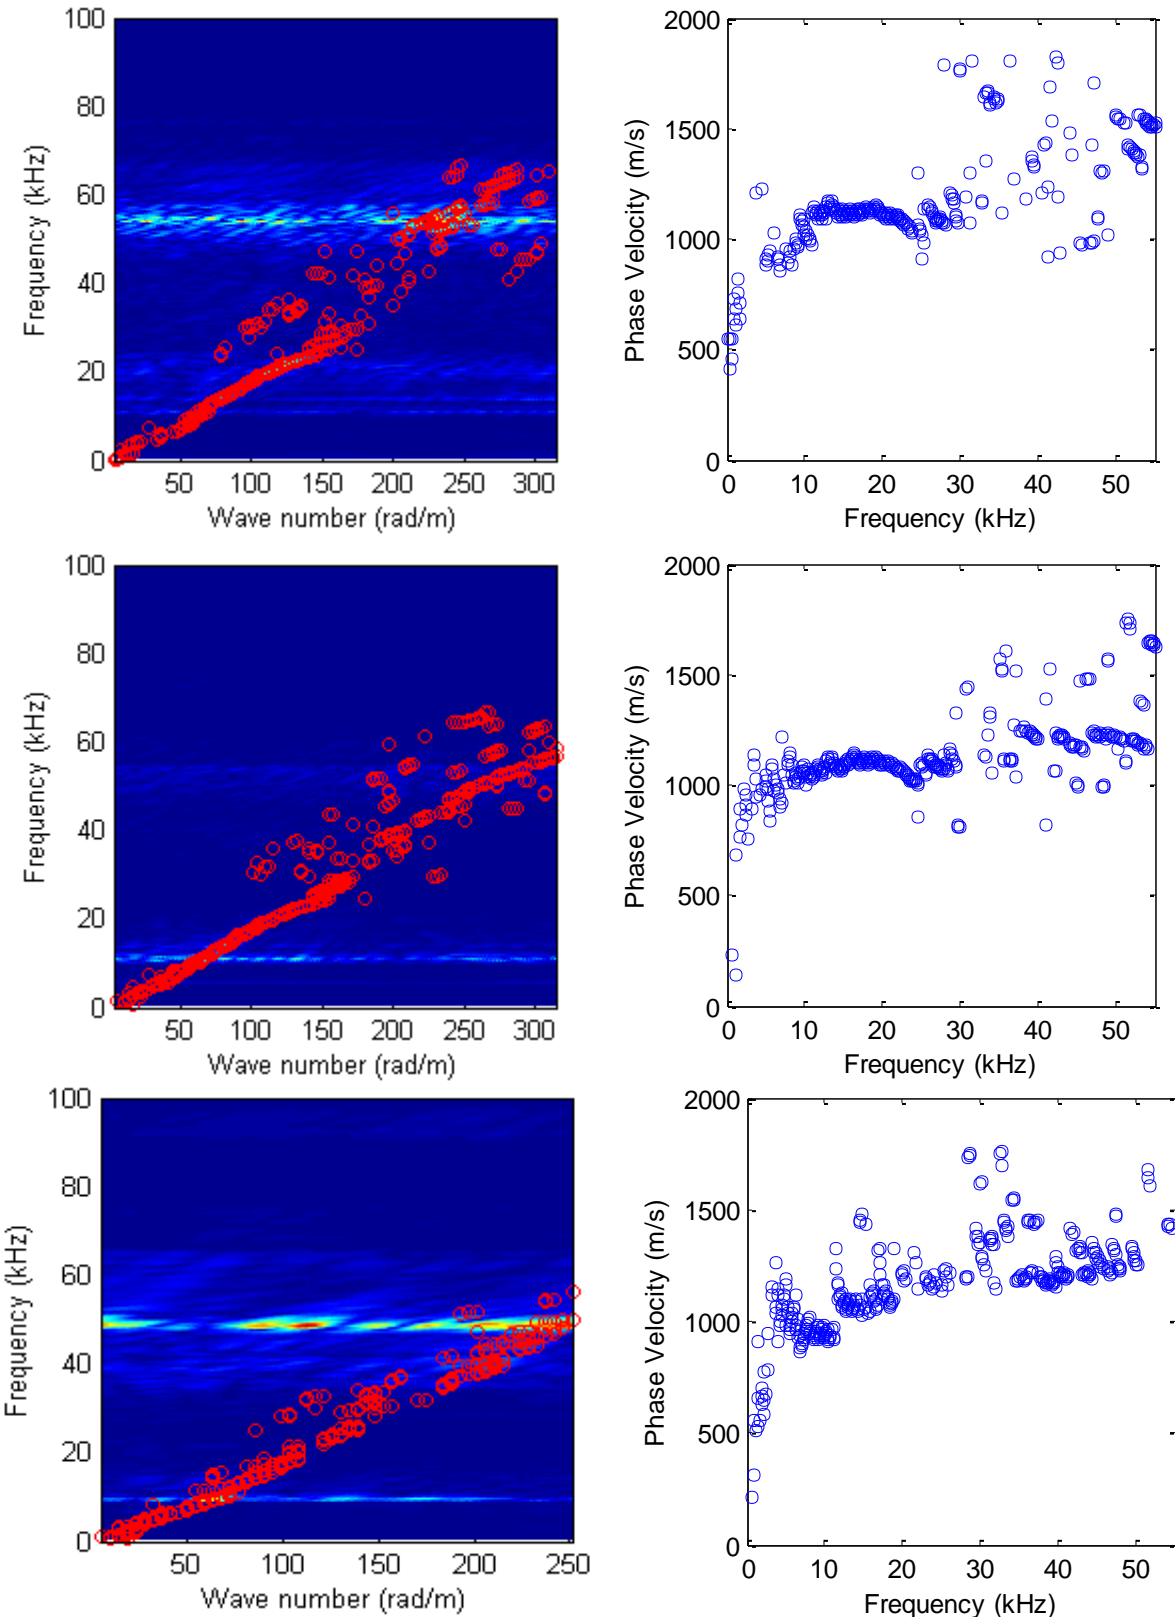 100
80
60
40
20
0
Frequency (kHz)
50 100 150 200 250 300
Wave number (rad/m)
2000
1500
1000
500
0
Phase Velocity (m/s)
0 10 20 30 40 50
Frequency (kHz)
100
80
60
40
20
0
Frequency (kHz)
50 100 150 200 250 300
Wave number (rad/m)
2000
1500
1000
500
0
Phase Velocity (m/s)
0 10 20 30 40 50
Frequency (kHz)
100
80
60
40
20
0
Frequency (kHz)
50 100 150 200 250
Wave number (rad/m)
2000
1500
1000
500
0
Phase Velocity (m/s)
0 10 20 30 40 50
Frequency (kHz)